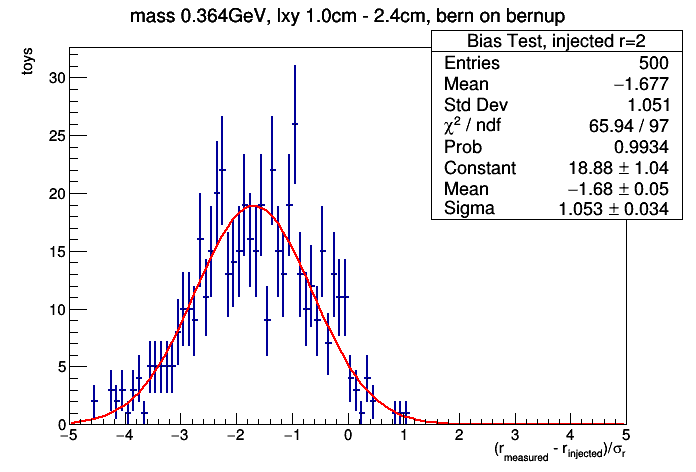 mass 0.364GeV, lxy 1.0cm - 2.4cm, bern on bernup
Bias Test, injected r=2
Entries 500
Mean −1.677
Std Dev 1.051
χ² / ndf 65.94 / 97
Prob 0.9934
Constant 18.88 ± 1.04
Mean −1.68 ± 0.05
Sigma 1.053 ± 0.034
toys
30
25
20
15
10
5
0
−5 −4 −3 −2 −1 0 1 2 3 4 5
(r_measured - r_injected)/σ_r